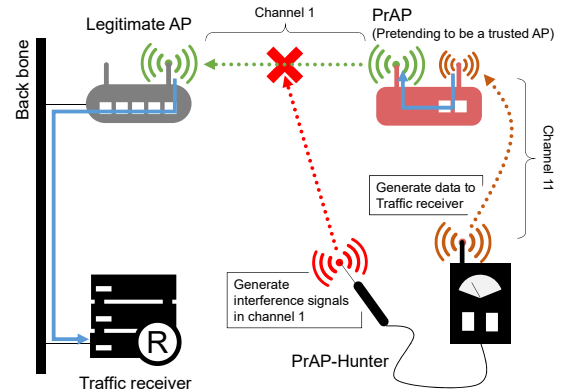 Channel 1
Legitimate AP
PrAP
(Pretending to be a trusted AP)
Back bone
Channel 11
Generate data to
Traffic receiver
Generate
interference signals
in channel 1
R
PrAP-Hunter
Traffic receiver